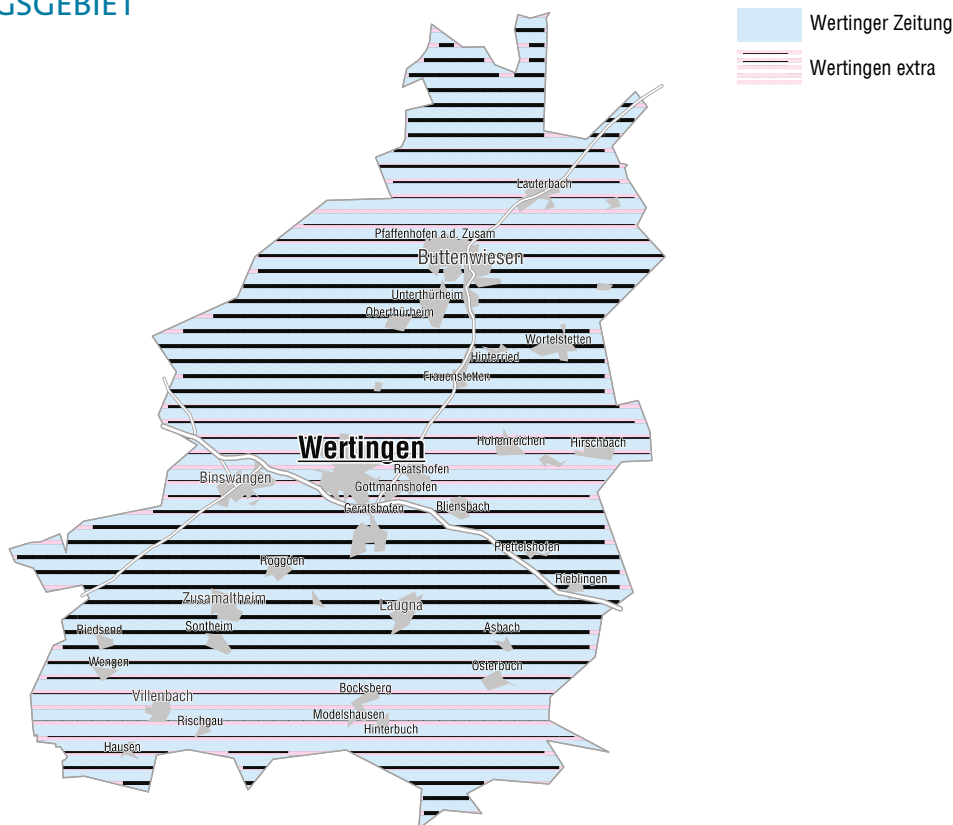 GSGEBIET
Wertinger Zeitung
Wertingen extra
Lauterbach
Pfaffenhofen a.d. Zusam
Buttenwiesen
Unterthürheim
Oberthürheim
Wortelstetten
Hinterried
Frauenstetten
Wertingen
Hohenreichen
Hirschbach
Reatshofen
Binswangen
Gottmannshofen
Geratshofen
Bliensbach
Prettelshofen
Roggden
Rieblingen
Zusamaltheim
Laugna
Riedsend
Sontheim
Asbach
Wengen
Osterbuch
Villenbach
Bocksberg
Modelshausen
Rischgau
Hinterbuch
Hausen